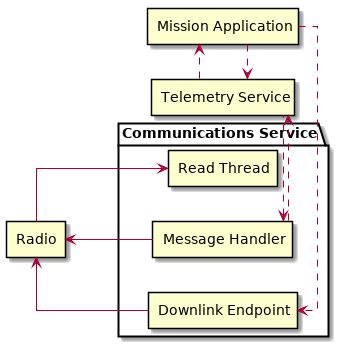 Mission Application
Telemetry Service
Communications Service
Read Thread
Radio
Message Handler
Downlink Endpoint